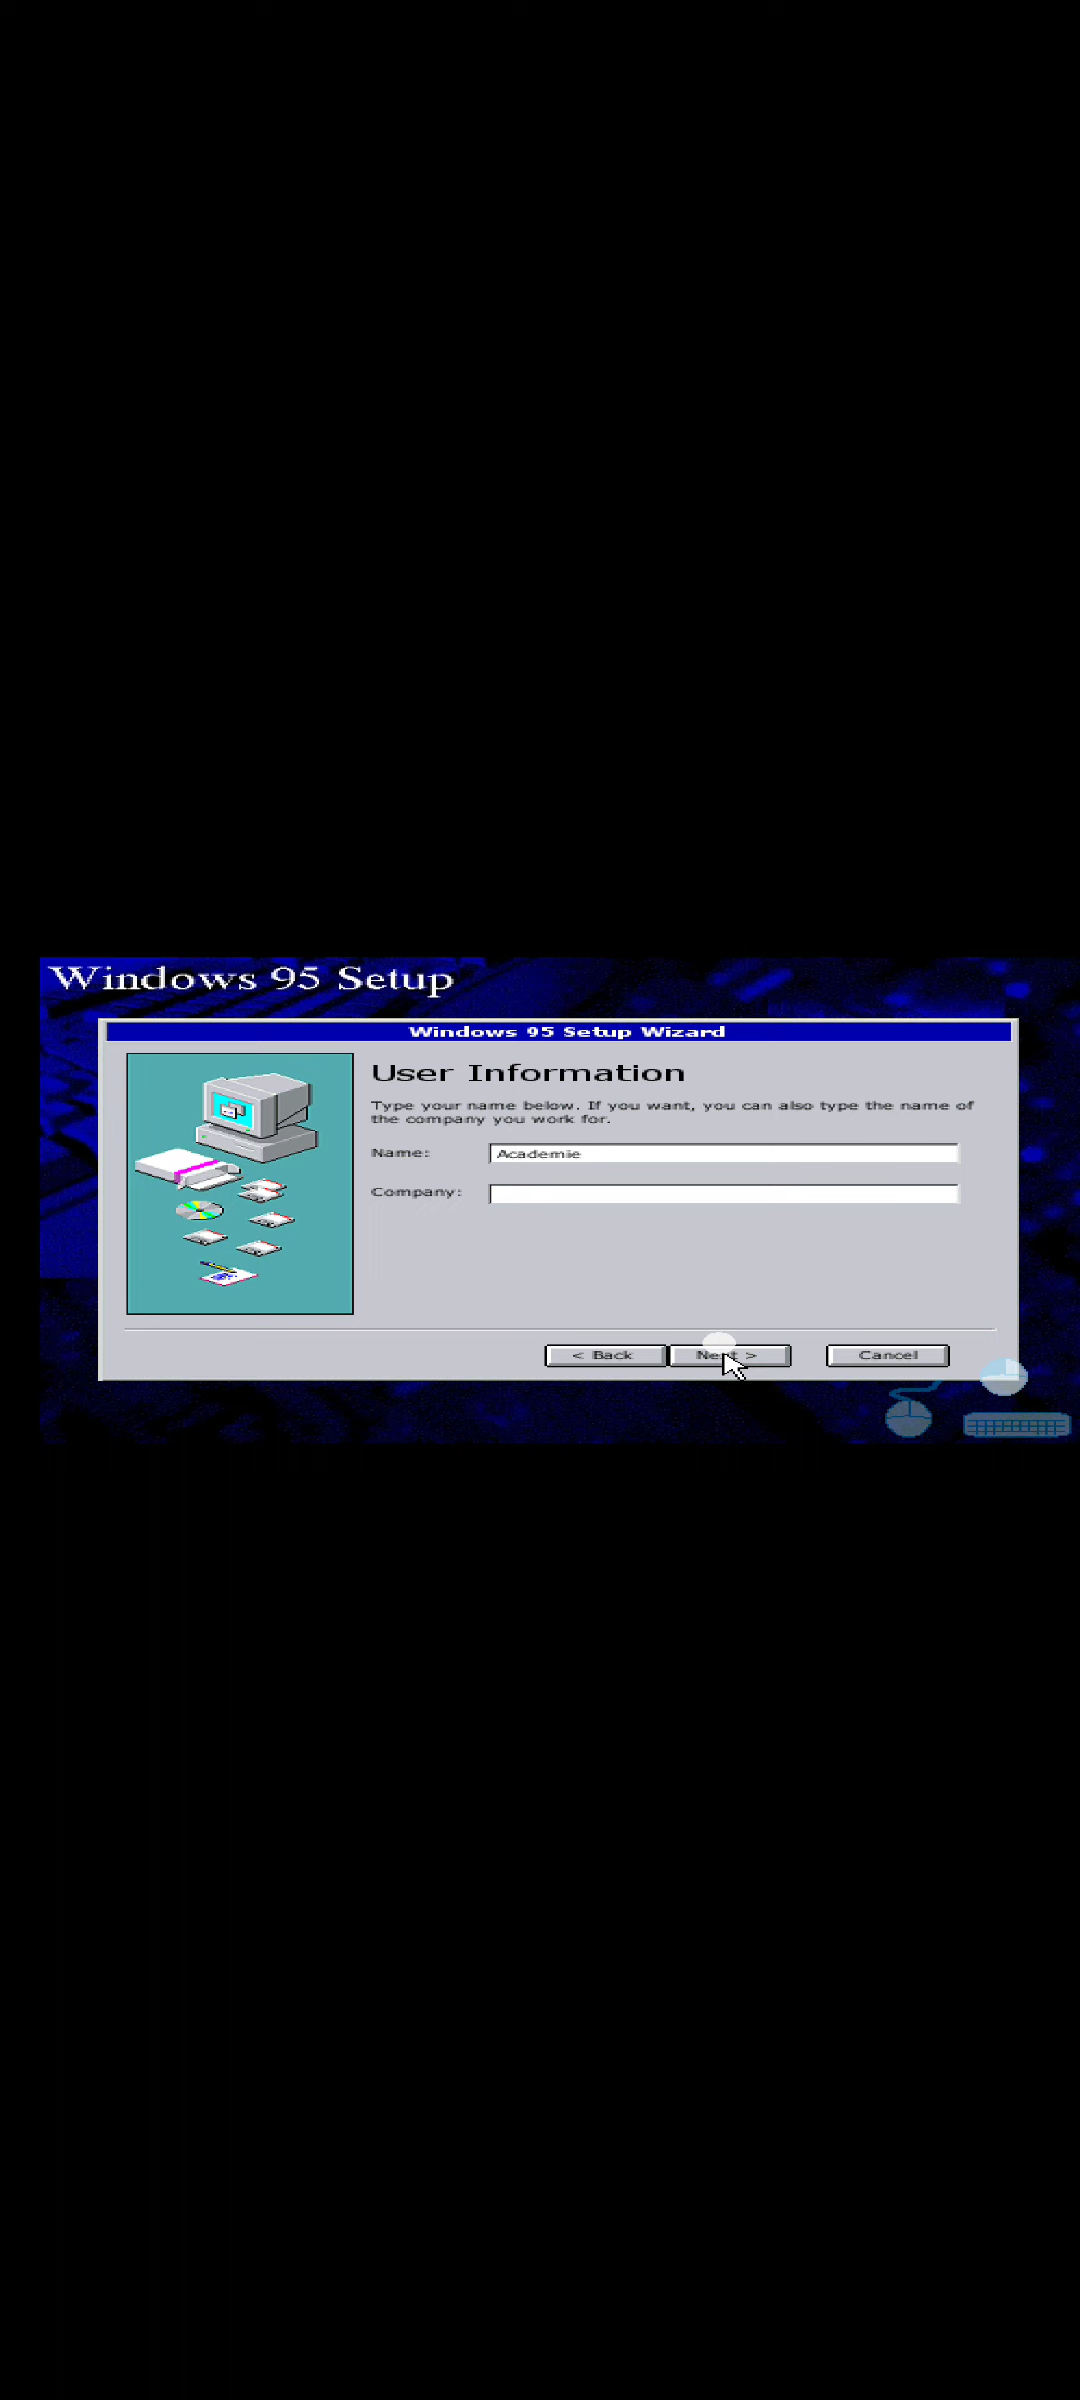 Windows 95 Setup
Windows 95 Setup Wizard
User Information
Type your name below. If you want, you can also type the name of
the company you work for.
Name: Academie
Company:
< Back Next > Cancel